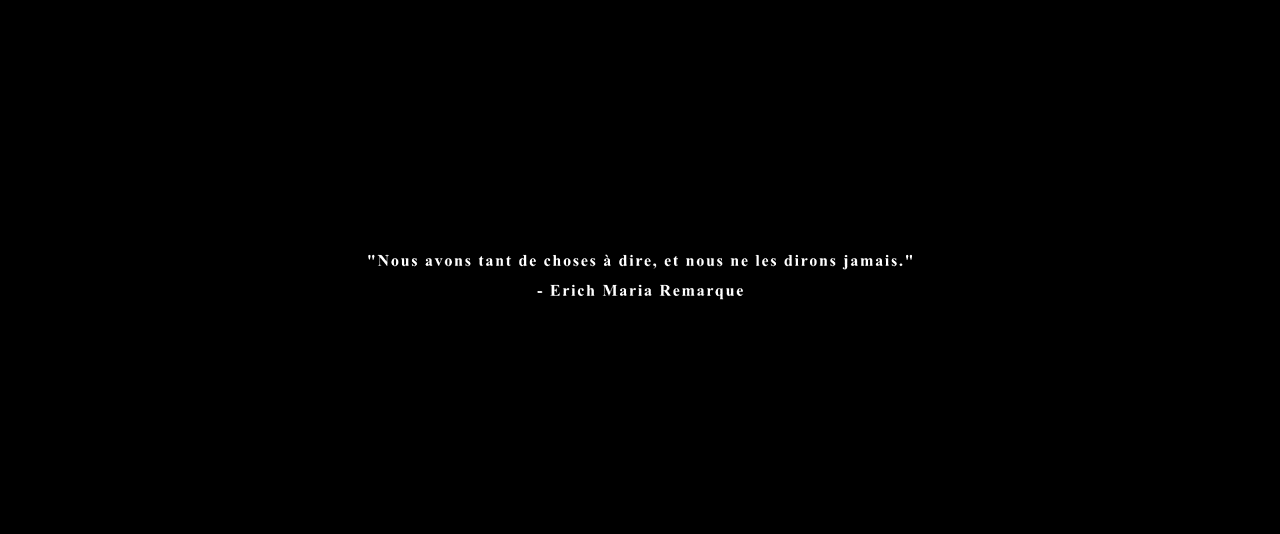 "Nous avons tant de choses à dire, et nous ne les dirons jamais."
- Erich Maria Remarque